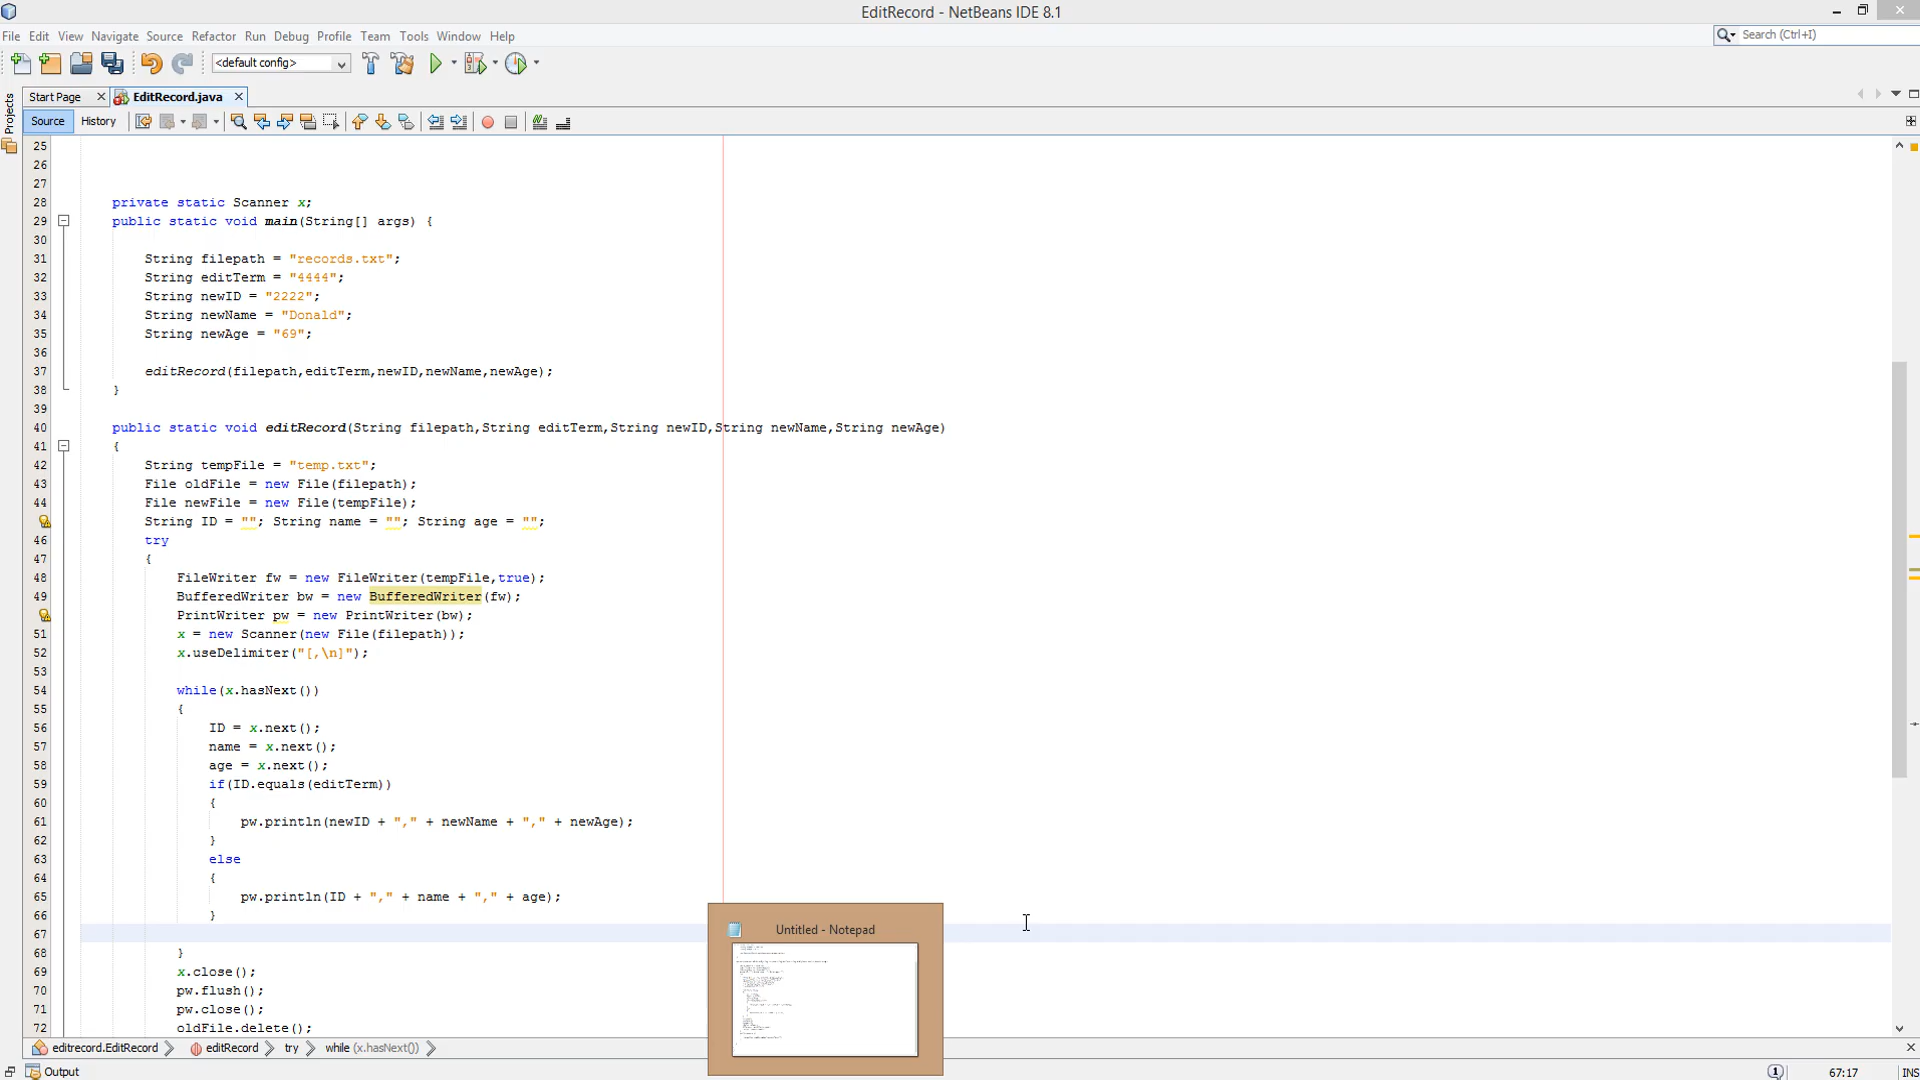 EditRecord - NetBeans IDE 8.1
File Edit View Navigate Source Refactor Run Debug Profile Team Tools Window Help
Search (Ctrl+I)
<default config>
Projects
Start Page
EditRecord.java
Source History
25
26
27
28 private static Scanner x;
29 public static void main(String[] args) {
30
31 String filepath = "records.txt";
32 String editTerm = "4444";
33 String newID = "2222";
34 String newName = "Donald";
35 String newAge = "69";
36
37 editRecord(filepath,editTerm,newID,newName,newAge);
38 }
39
40 public static void editRecord(String filepath,String editTerm,String newID,String newName,String newAge)
41 {
42 String tempFile = "temp.txt";
43 File oldFile = new File(filepath);
44 File newFile = new File(tempFile);
String ID = ""; String name = ""; String age = "";
46 try
47 {
48 FileWriter fw = new FileWriter(tempFile,true);
49 BufferedWriter bw = new BufferedWriter(fw);
PrintWriter pw = new PrintWriter(bw);
51 x = new Scanner(new File(filepath));
52 x.useDelimiter("[,\n]");
53
54 while(x.hasNext())
55 {
56 ID = x.next();
57 name = x.next();
58 age = x.next();
59 if(ID.equals(editTerm))
60 {
61 pw.println(newID + "," + newName + "," + newAge);
62 }
63 else
64 {
65 pw.println(ID + "," + name + "," + age);
66 }
67
68 }
69 x.close();
70 pw.flush();
71 pw.close();
72 oldFile.delete();
Untitled - Notepad
editrecord.EditRecord editRecord try while (x.hasNext())
Output
1 67:17 INS